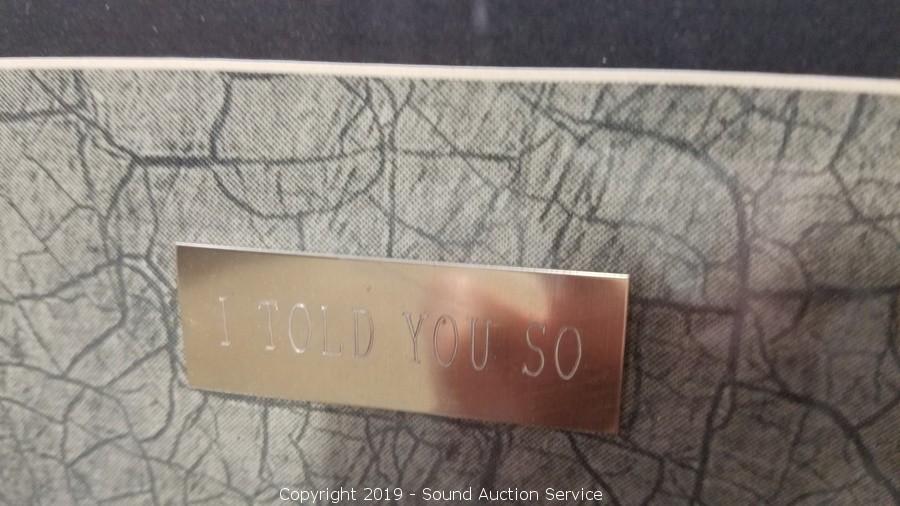 I TOLD YOU SO
Copyright 2019 - Sound Auction Service